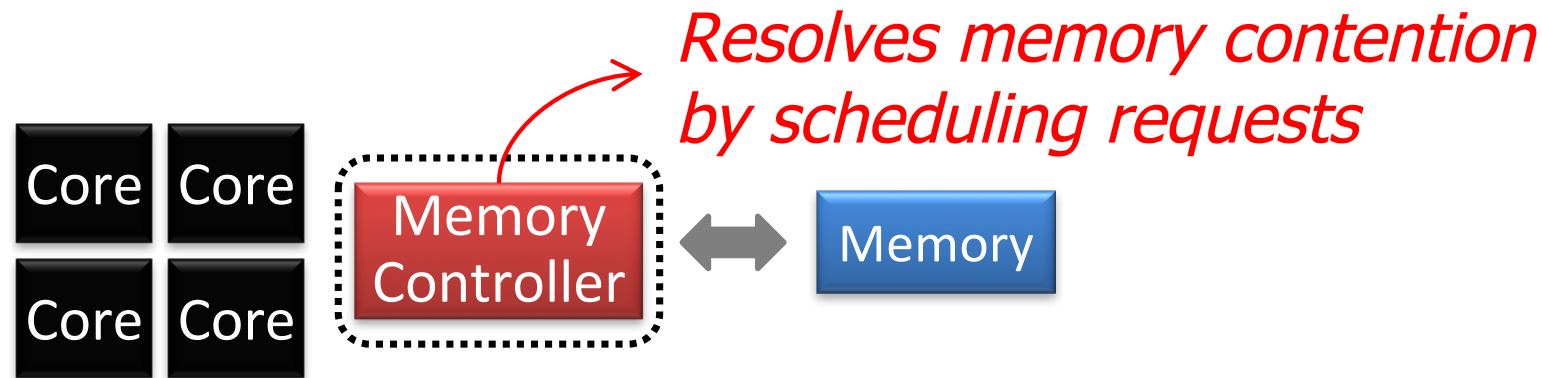 Resolves memory contention
by scheduling requests
Core Core
Memory
Controller
Memory
Core Core